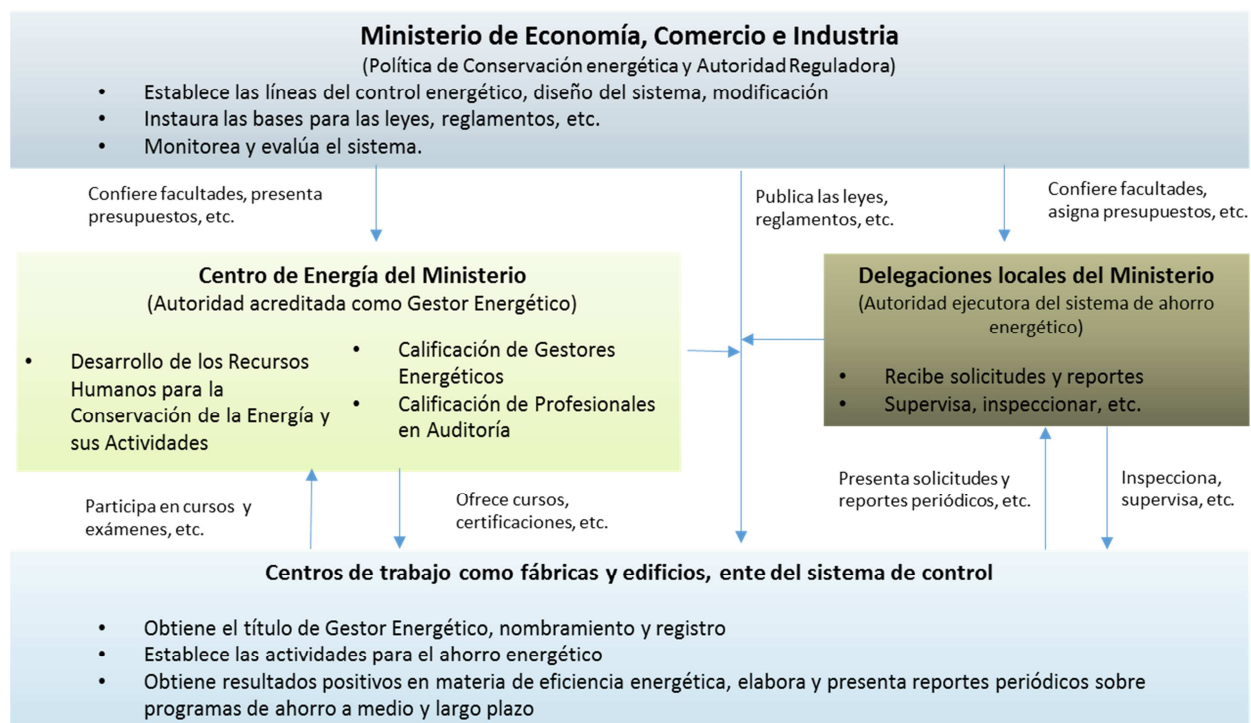 Ministerio de Economía, Comercio e Industria
(Política de Conservación energética y Autoridad Reguladora)
• Establece las líneas del control energético, diseño del sistema, modificación
• Instaura las bases para las leyes, reglamentos, etc.
• Monitorea y evalúa el sistema.
Confiere facultades, presenta
presupuestos, etc.
Publica las leyes,
reglamentos, etc.
Confiere facultades,
asigna presupuestos, etc.
Centro de Energía del Ministerio
(Autoridad acreditada como Gestor Energético)
• Desarrollo de los Recursos
Humanos para la
Conservación de la Energía y
sus Actividades
• Calificación de Gestores
Energéticos
• Calificación de Profesionales
en Auditoría
Delegaciones locales del Ministerio
(Autoridad ejecutora del sistema de ahorro
energético)
• Recibe solicitudes y reportes
• Supervisa, inspeccionar, etc.
Participa en cursos y
exámenes, etc.
Ofrece cursos,
certificaciones, etc.
Presenta solicitudes y
reportes periódicos, etc.
Inspecciona,
supervisa, etc.
Centros de trabajo como fábricas y edificios, ente del sistema de control
• Obtiene el título de Gestor Energético, nombramiento y registro
• Establece las actividades para el ahorro energético
• Obtiene resultados positivos en materia de eficiencia energética, elabora y presenta reportes periódicos sobre
programas de ahorro a medio y largo plazo